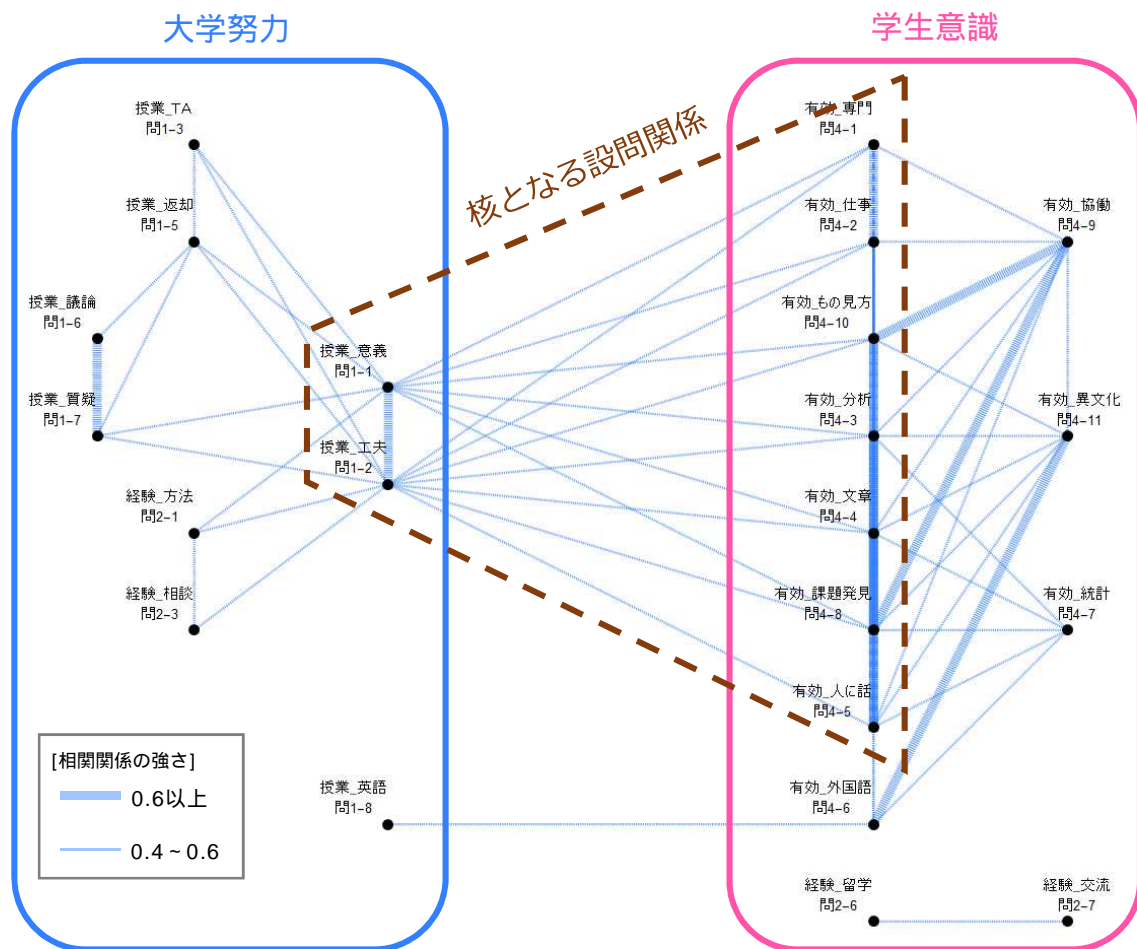 大学努力
学生意識
核となる設問関係
授業_TA
問1-3
授業_返却
問1-5
授業_議論
問1-6
授業_質疑
問1-7
授業_意義
問1-1
授業_工夫
問1-2
経験_方法
問2-1
経験_相談
問2-3
授業_英語
問1-8
有効_専門
問4-1
有効_仕事
問4-2
有効_もの見方
問4-10
有効_分析
問4-3
有効_文章
問4-4
有効_課題発見
問4-8
有効_人に話
問4-5
有効_外国語
問4-6
経験_留学
問2-6
有効_協働
問4-9
有効_異文化
問4-11
有効_統計
問4-7
経験_交流
問2-7
[相関関係の強さ]
0.6以上
0.4~0.6